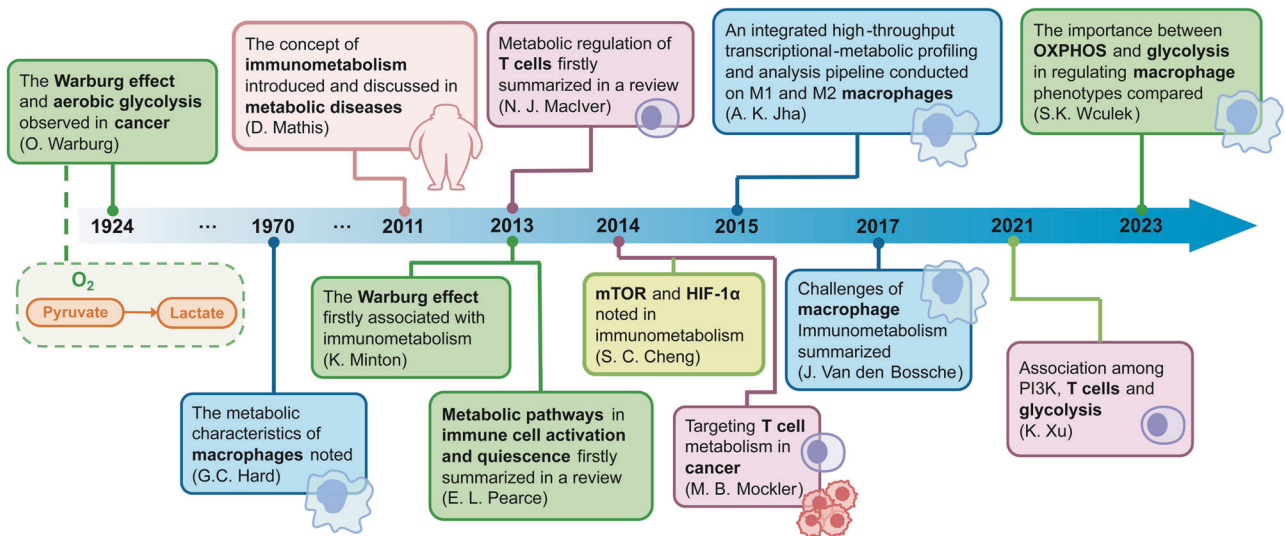 The Warburg effect
and aerobic glycolysis
observed in cancer
(O. Warburg)
The concept of
immunometabolism
introduced and discussed in
metabolic diseases
(D. Mathis)
Metabolic regulation of
T cells firstly
summarized in a review
(N. J. MacIver)
An integrated high-throughput
transcriptional-metabolic profiling
and analysis pipeline conducted
on M1 and M2 macrophages
(A. K. Jha)
The importance between
OXPHOS and glycolysis
in regulating macrophage
phenotypes compared
(S.K. Wculek)
1924 ... 1970 ... 2011 2013 2014 2015 2017 2021 2023
O2
Pyruvate Lactate
The metabolic
characteristics of
macrophages noted
(G.C. Hard)
The Warburg effect
firstly associated with
immunometabolism
(K. Minton)
Metabolic pathways in
immune cell activation
and quiescence firstly
summarized in a review
(E. L. Pearce)
mTOR and HIF-1α
noted in
immunometabolism
(S. C. Cheng)
Targeting T cell
metabolism in
cancer
(M. B. Mockler)
Challenges of
macrophage
Immunometabolism
summarized
(J. Van den Bossche)
Association among
PI3K, T cells and
glycolysis
(K. Xu)